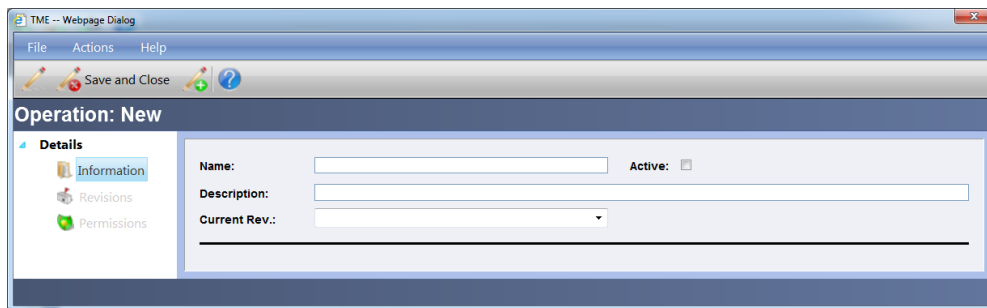 TME -- Webpage Dialog
File Actions Help
Save and Close
Operation: New
Details
Information
Revisions
Permissions
Name:
Active:
Description:
Current Rev.: